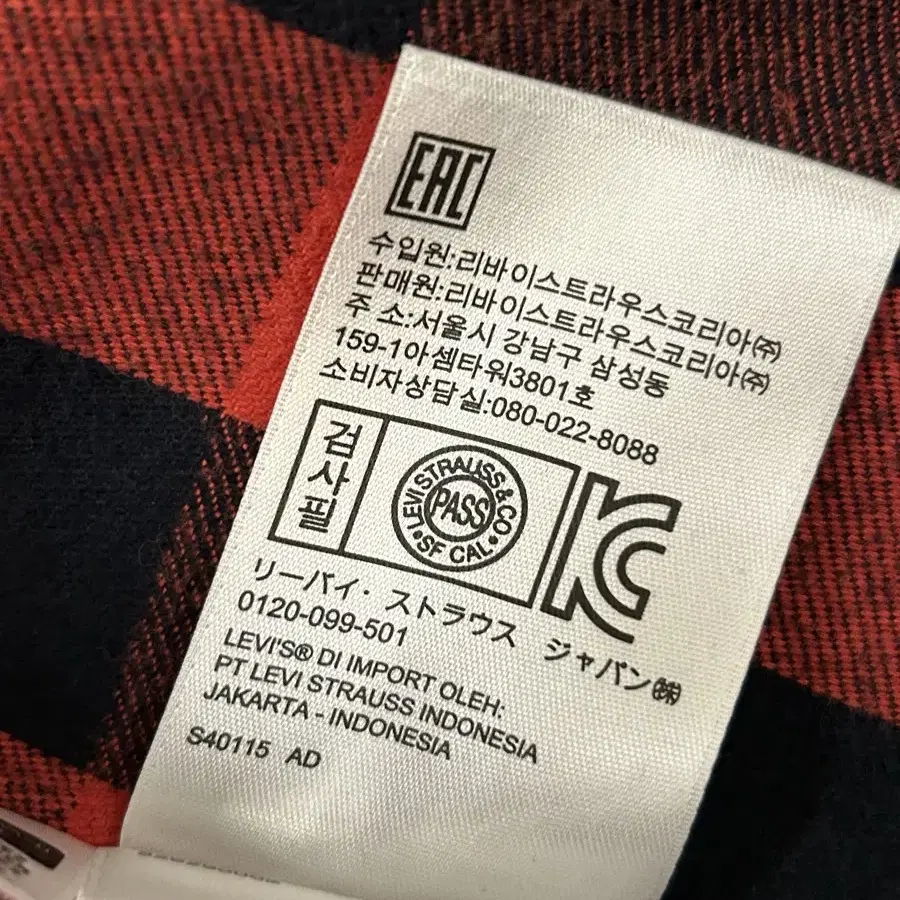 EAC
수입원:리바이스트라우스코리아㈜
판매원:리바이스트라우스코리아㈜
주 소:서울시 강남구 삼성동
159-1아셈타워3801호
소비자상담실:080-022-8088
검사필
LEVI STRAUSS & CO
PASS
SF CAL
KC
リーバイ・ストラウス ジャパン㈱
0120-099-501
LEVI'S® DI IMPORT OLEH:
PT LEVI STRAUSS INDONESIA
JAKARTA - INDONESIA
S40115 AD